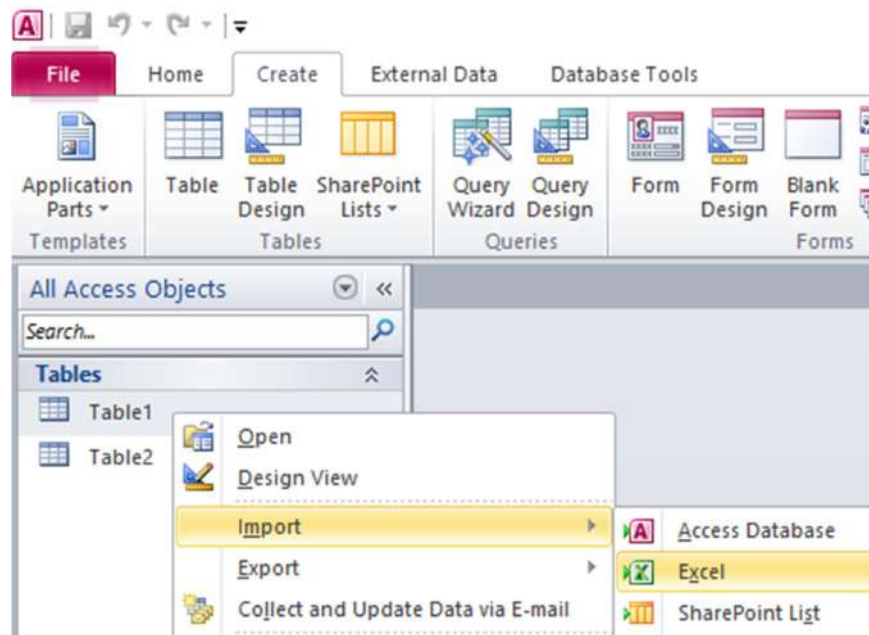 File Home Create External Data Database Tools
Application Parts Table Table Design SharePoint Lists Query Wizard Query Design Form Form Design Blank Form
Templates Tables Queries Forms
All Access Objects
Search...
Tables
Table1
Table2
Open
Design View
Import
Export
Collect and Update Data via E-mail
Access Database
Excel
SharePoint List